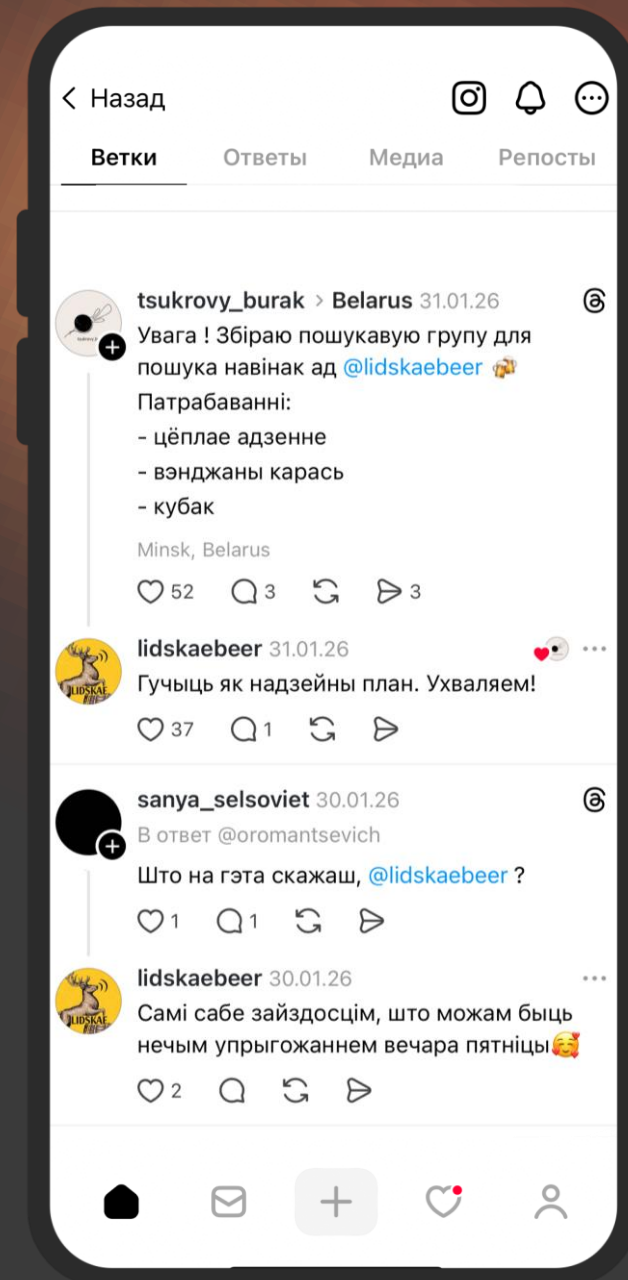 Назад
Ветки Ответы Медиа Репосты
tsukrovy_burak > Belarus 31.01.26
Увага ! Збіраю пошукавую групу для
пошука навінак ад @lidskaebeer 🍻
Патрабаванні:
- цёплае адзенне
- вэнджаны карась
- кубак
Minsk, Belarus
52 3 3
lidskaebeer 31.01.26
LIDSKAE
Гучыць як надзейны план. Ухваляем!
37 1
sanya_selsoviet 30.01.26
В ответ @oromantsevich
Што на гэта скажаш, @lidskaebeer ?
1 1
lidskaebeer 30.01.26
LIDSKAE
Самі сабе зайздосцім, што можам быць
нечым упрыгожаннем вечара пятніцы🥰
2